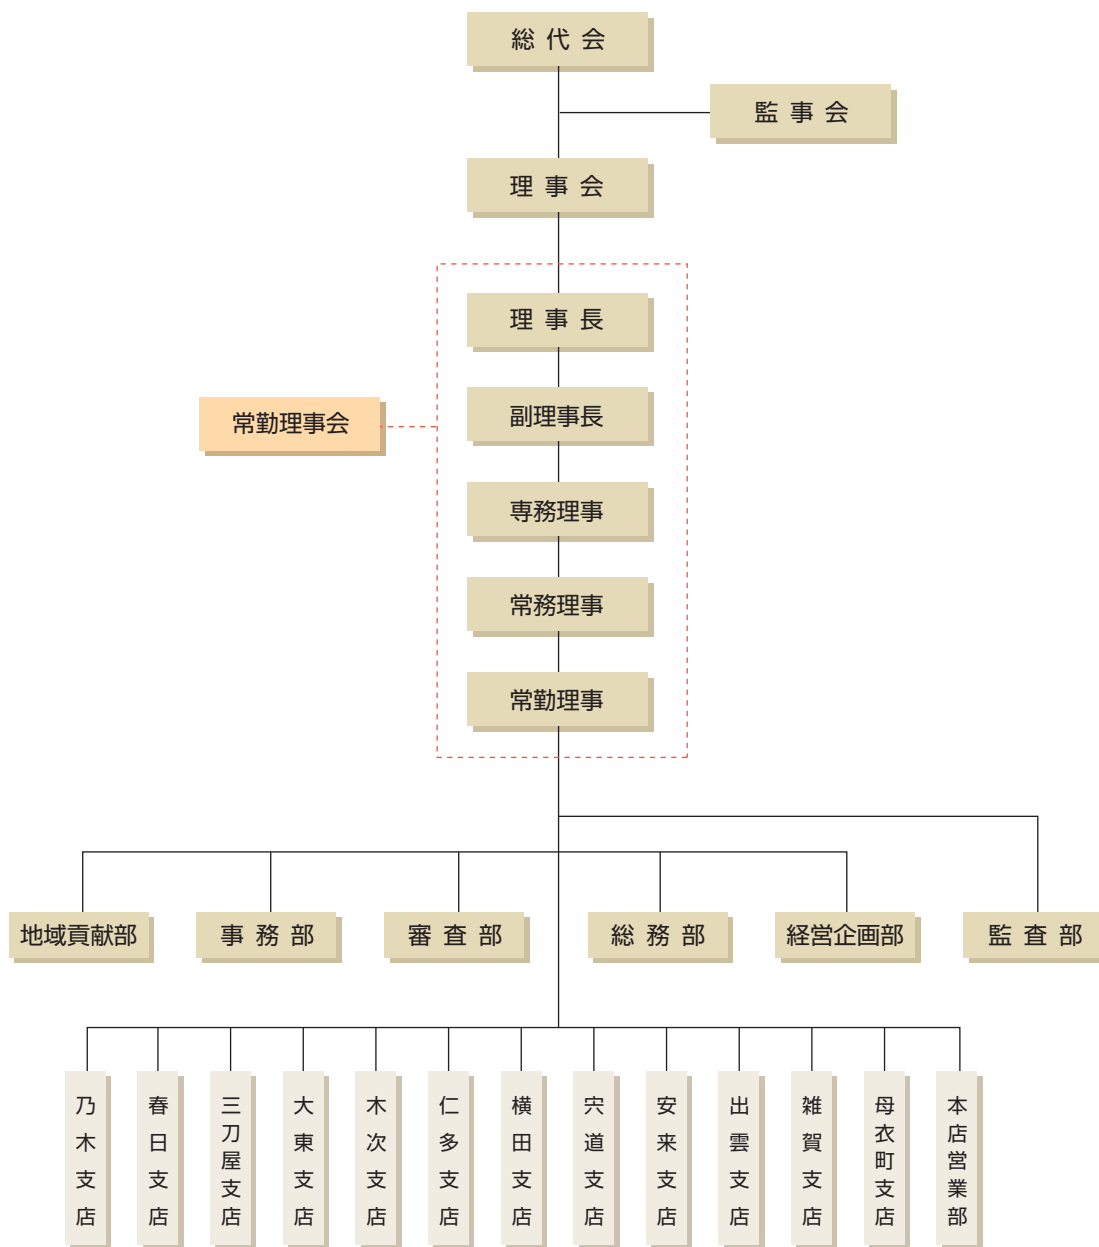 総代会
監事会
理事会
理事長
副理事長
常勤理事会
専務理事
常務理事
常勤理事
地域貢献部
事務部
審査部
総務部
経営企画部
監査部
乃木支店
春日支店
三刀屋支店
大東支店
木次支店
仁多支店
横田支店
宍道支店
安来支店
出雲支店
雑賀支店
母衣町支店
本店営業部